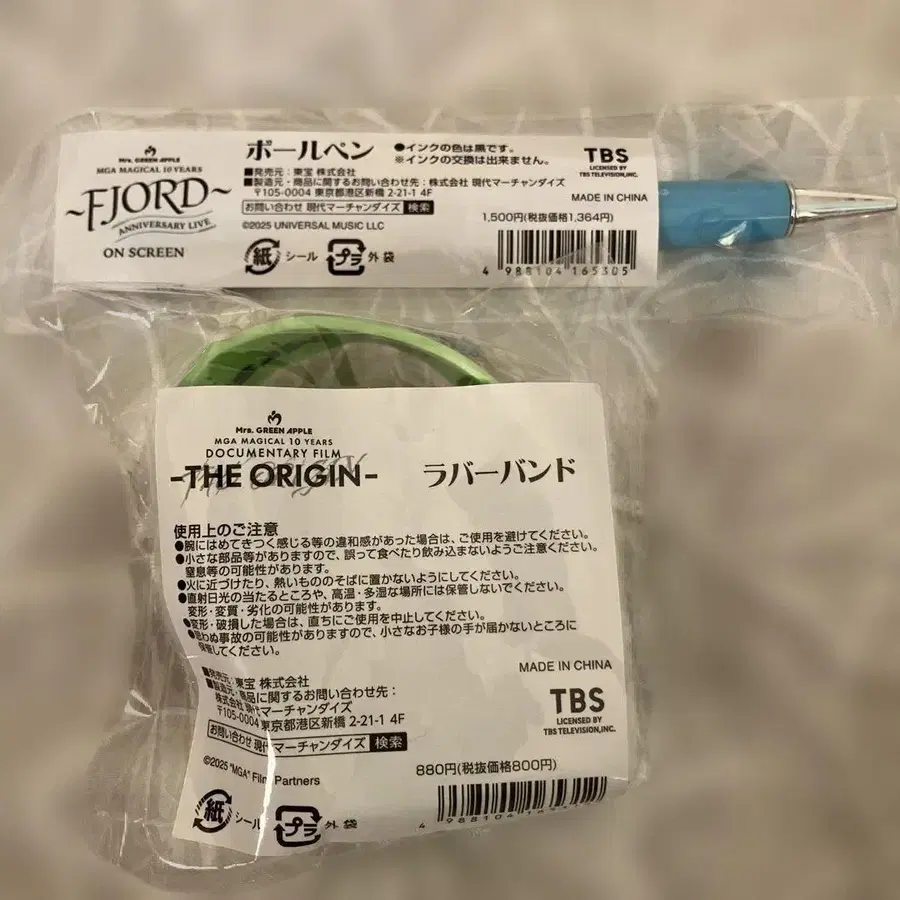 Mrs. GREEN APPLE
MGA MAGICAL 10 YEARS
~FJORD~
ANNIVERSARY LIVE
ON SCREEN
ボールペン
●インクの色は黒です。
※インクの交換は出来ません。
■発売元：東宝 株式会社
■製造元・商品に関するお問い合わせ先：株式会社 現代マーチャンダイズ
〒105-0004 東京都港区新橋 2-21-1 4F
お問い合わせ 現代マーチャンダイズ 検索
©2025 UNIVERSAL MUSIC LLC
紙 シール プラ 外袋
TBS
LICENSED BY
TBS TELEVISION,INC.
MADE IN CHINA
1,500円(税抜価格1,364円)
4 988104 165305
Mrs. GREEN APPLE
MGA MAGICAL 10 YEARS
DOCUMENTARY FILM
-THE ORIGIN-
ラバーバンド
使用上のご注意
●腕にはめてきつく感じる等の違和感があった場合は、ご使用を避けてください。
●小さな部品等がありますので、誤って食べたり飲み込まないようご注意ください。
窒息等の可能性があります。
●火に近づけたり、熱いもののそばに置かないようにしてください。
●直射日光の当たるところや、高温・多湿な場所には保管しないでください。
変形・変質・劣化の可能性があります。
●変形・破損した場合は、直ちにご使用を中止してください。
●思わぬ事故の可能性がありますので、小さなお子様の手が届かないところに
保管してください。
■発売元：東宝 株式会社
■製造元・商品に関するお問い合わせ先：
株式会社 現代マーチャンダイズ
〒105-0004 東京都港区新橋 2-21-1 4F
お問い合わせ 現代マーチャンダイズ 検索
©2025 "MGA" Film Partners
紙 シール プラ 外袋
MADE IN CHINA
TBS
LICENSED BY
TBS TELEVISION,INC.
880円(税抜価格800円)
4 988104